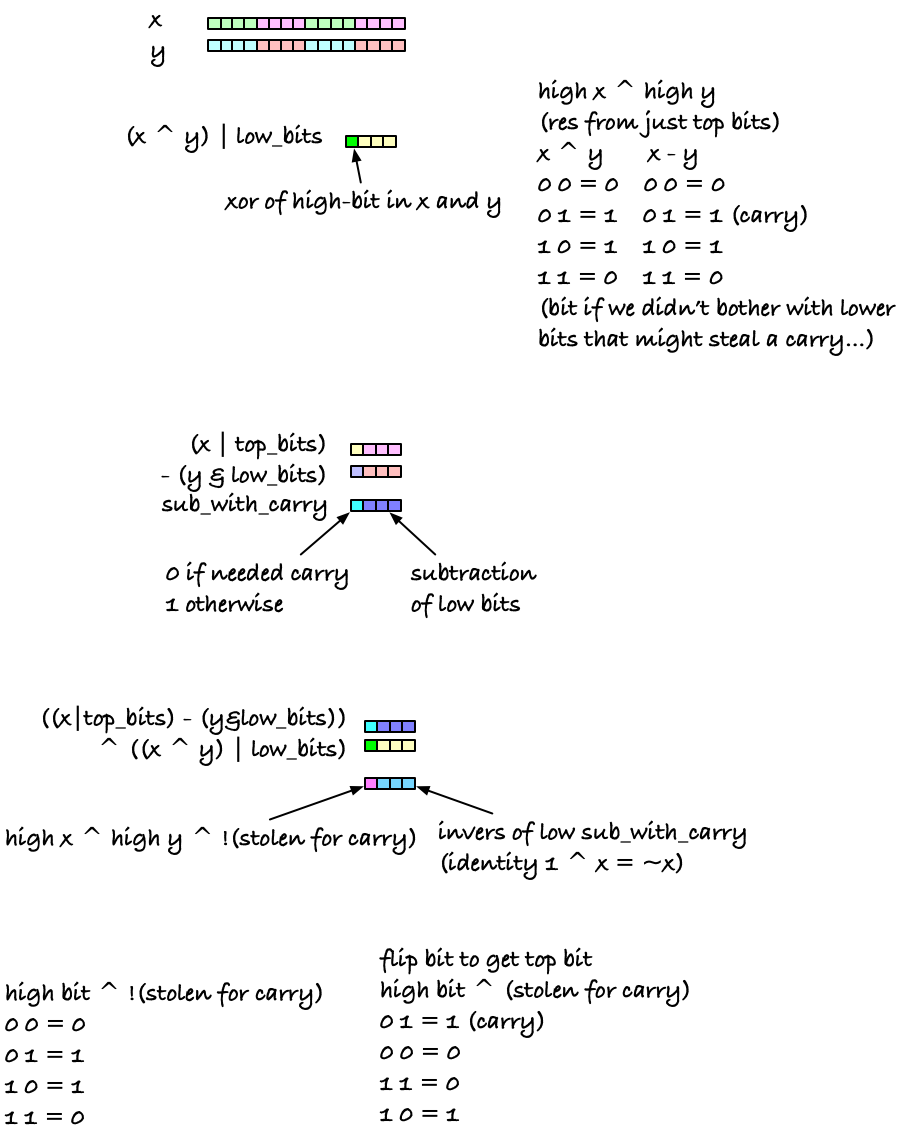 x
y
(x ^ y) | low_bits
xor of high-bit in x and y
high x ^ high y
(res from just top bits)
x ^ y x - y
0 0 = 0 0 0 = 0
0 1 = 1 0 1 = 1 (carry)
1 0 = 1 1 0 = 1
1 1 = 0 1 1 = 0
(bit if we didn't bother with lower
bits that might steal a carry...)
(x | top_bits)
- (y & low_bits)
sub_with_carry
0 if needed carry
1 otherwise
subtraction
of low bits
((x|top_bits) - (y&low_bits))
^ ((x ^ y) | low_bits)
high x ^ high y ^ !(stolen for carry)
invers of low sub_with_carry
(identity 1 ^ x = ~x)
high bit ^ !(stolen for carry)
0 0 = 0
0 1 = 1
1 0 = 1
1 1 = 0
flip bit to get top bit
high bit ^ (stolen for carry)
0 1 = 1 (carry)
0 0 = 0
1 1 = 0
1 0 = 1